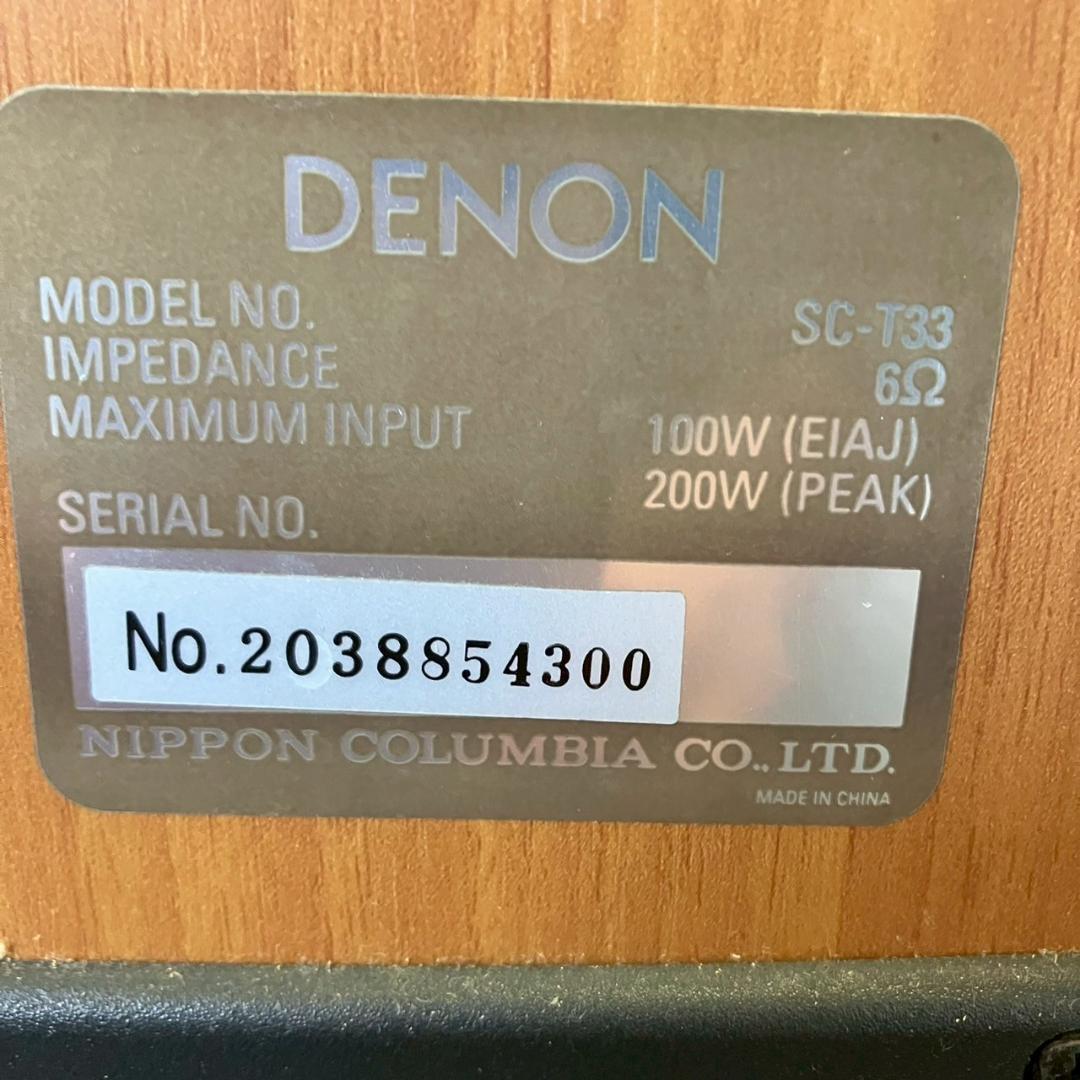 DENON
MODEL NO. SC-T33
IMPEDANCE 6Ω
MAXIMUM INPUT 100W (EIAJ)
200W (PEAK)
SERIAL NO.
No.2038854300
NIPPON COLUMBIA CO.,LTD.
MADE IN CHINA